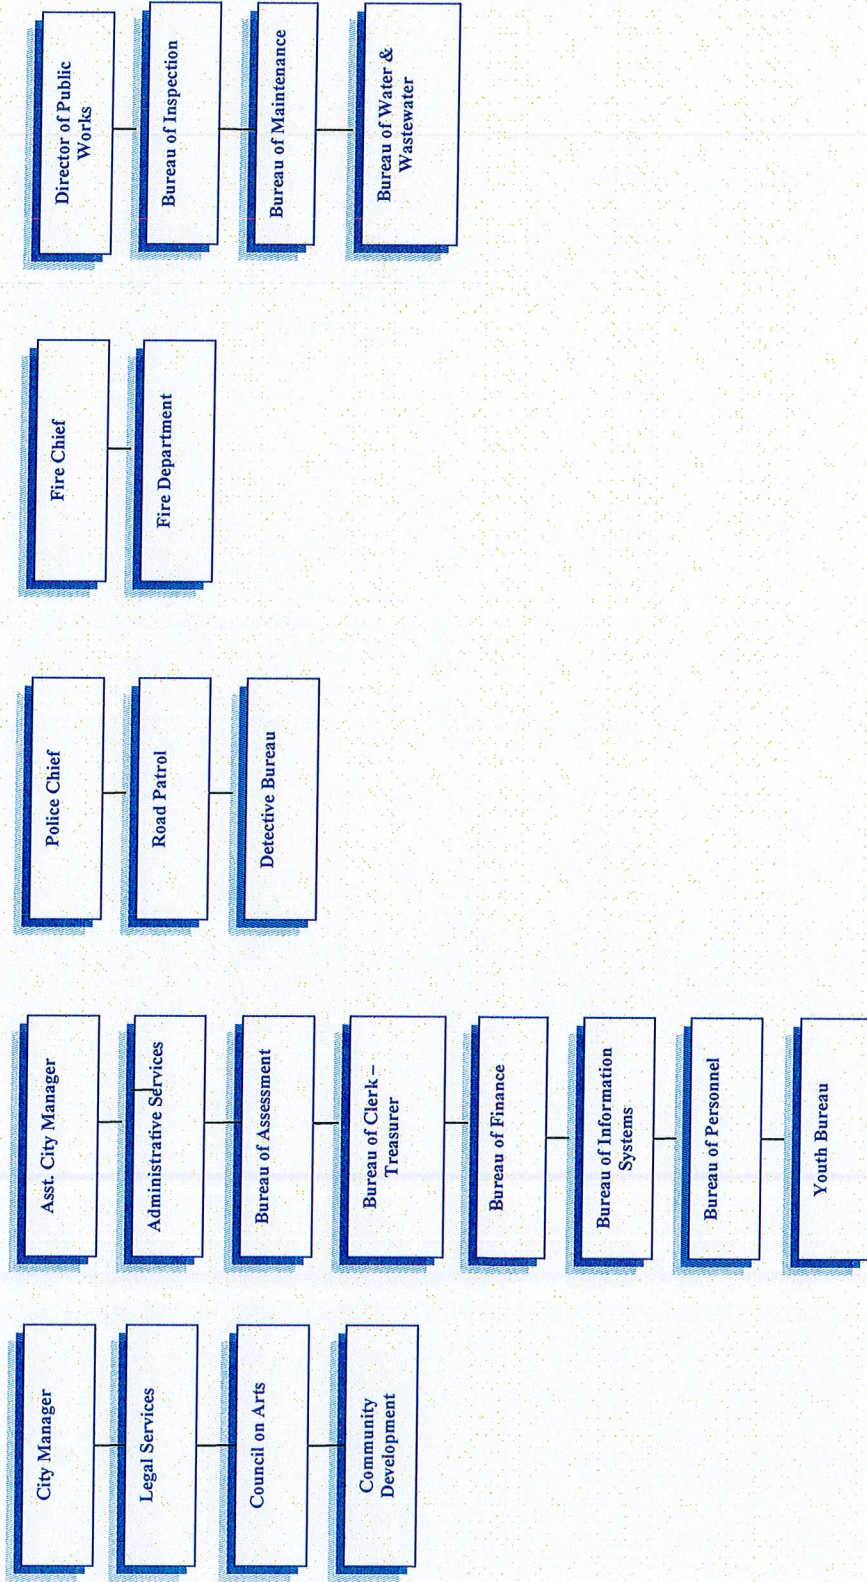 City Manager
Legal Services
Council on Arts
Community
Development
Asst. City Manager
Administrative Services
Bureau of Assessment
Bureau of Clerk –
Treasurer
Bureau of Finance
Bureau of Information
Systems
Bureau of Personnel
Youth Bureau
Police Chief
Road Patrol
Detective Bureau
Fire Chief
Fire Department
Director of Public
Works
Bureau of Inspection
Bureau of Maintenance
Bureau of Water &
Wastewater